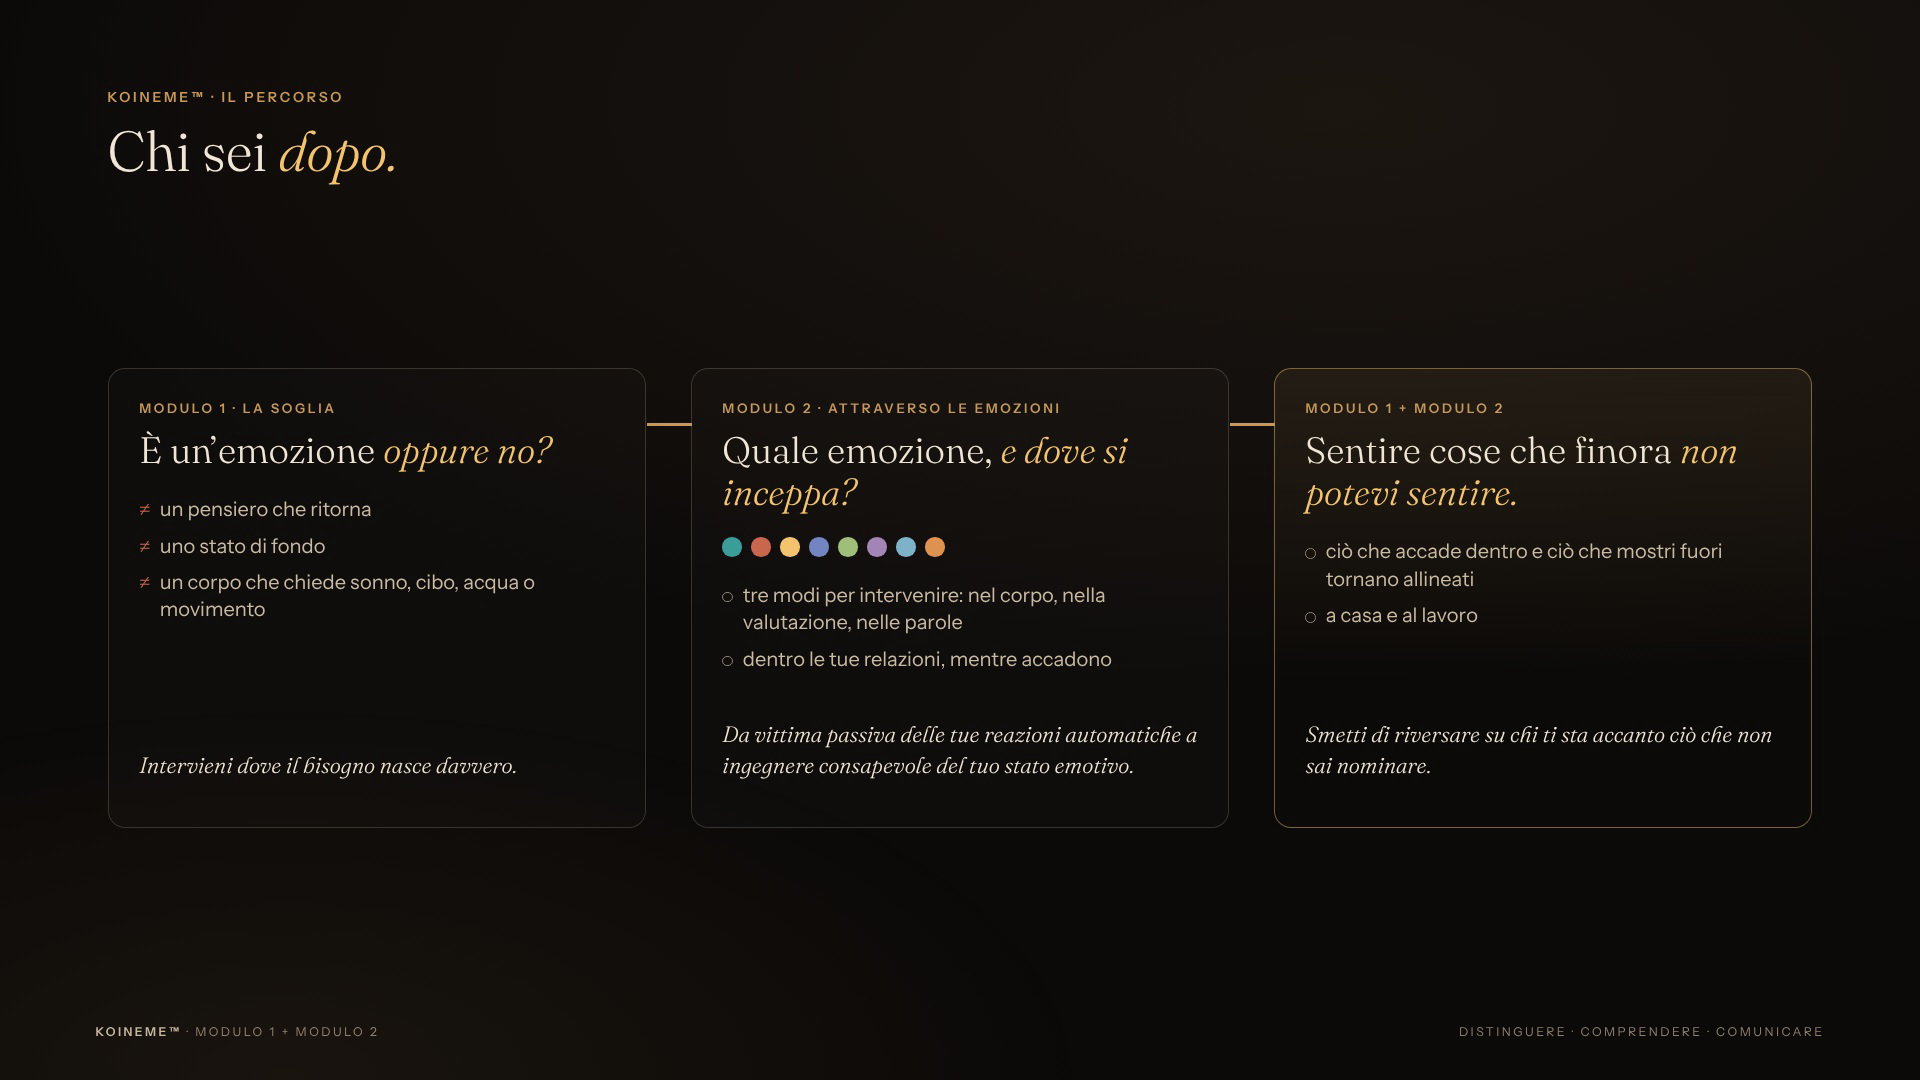 KOINEME™ · IL PERCORSO
Chi sei dopo.
MODULO 1 · LA SOGLIA
È un’emozione oppure no?
≠ un pensiero che ritorna
≠ uno stato di fondo
≠ un corpo che chiede sonno, cibo, acqua o
movimento
Intervieni dove il bisogno nasce davvero.
MODULO 2 · ATTRAVERSO LE EMOZIONI
Quale emozione, e dove si
inceppa?
○ tre modi per intervenire: nel corpo, nella
valutazione, nelle parole
○ dentro le tue relazioni, mentre accadono
Da vittima passiva delle tue reazioni automatiche a
ingegnere consapevole del tuo stato emotivo.
MODULO 1 + MODULO 2
Sentire cose che finora non
potevi sentire.
○ ciò che accade dentro e ciò che mostri fuori
tornano allineati
○ a casa e al lavoro
Smetti di riversare su chi ti sta accanto ciò che non
sai nominare.
KOINEME™ · MODULO 1 + MODULO 2
DISTINGUERE · COMPRENDERE · COMUNICARE